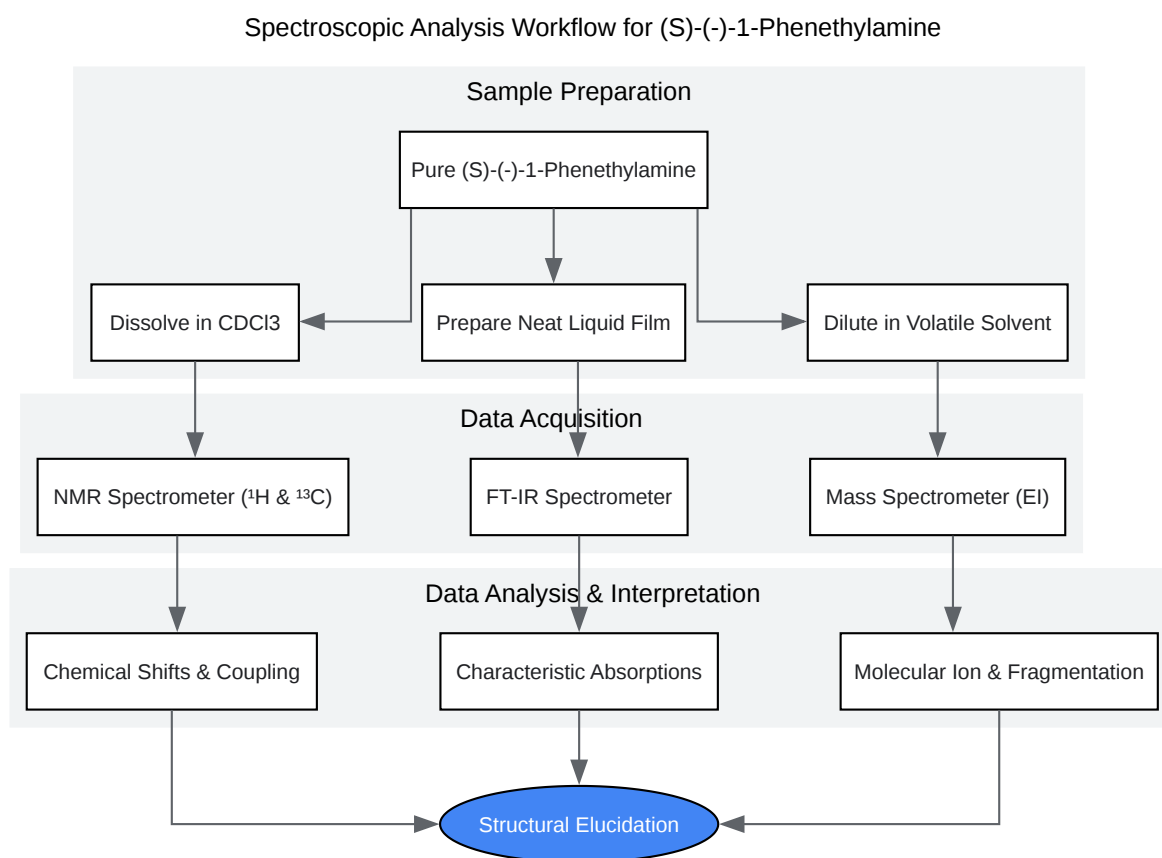 Spectroscopic Analysis Workflow for (S)-(-)-1-Phenethylamine
Sample Preparation
Pure (S)-(-)-1-Phenethylamine
Dissolve in CDCl3
Prepare Neat Liquid Film
Dilute in Volatile Solvent
Data Acquisition
NMR Spectrometer (¹H & ¹³C)
FT-IR Spectrometer
Mass Spectrometer (EI)
Data Analysis & Interpretation
Chemical Shifts & Coupling
Characteristic Absorptions
Molecular Ion & Fragmentation
Structural Elucidation